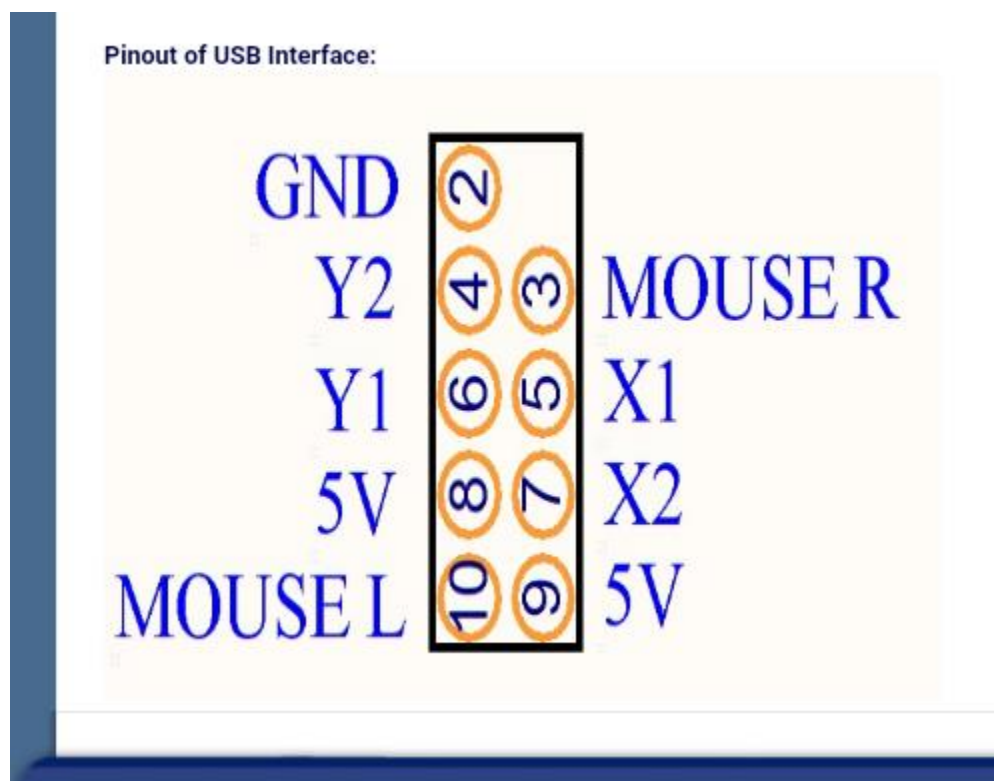 Pinout of USB Interface:
GND 2
Y2 4 3 MOUSE R
Y1 6 5 X1
5V 8 7 X2
MOUSE L 10 9 5V